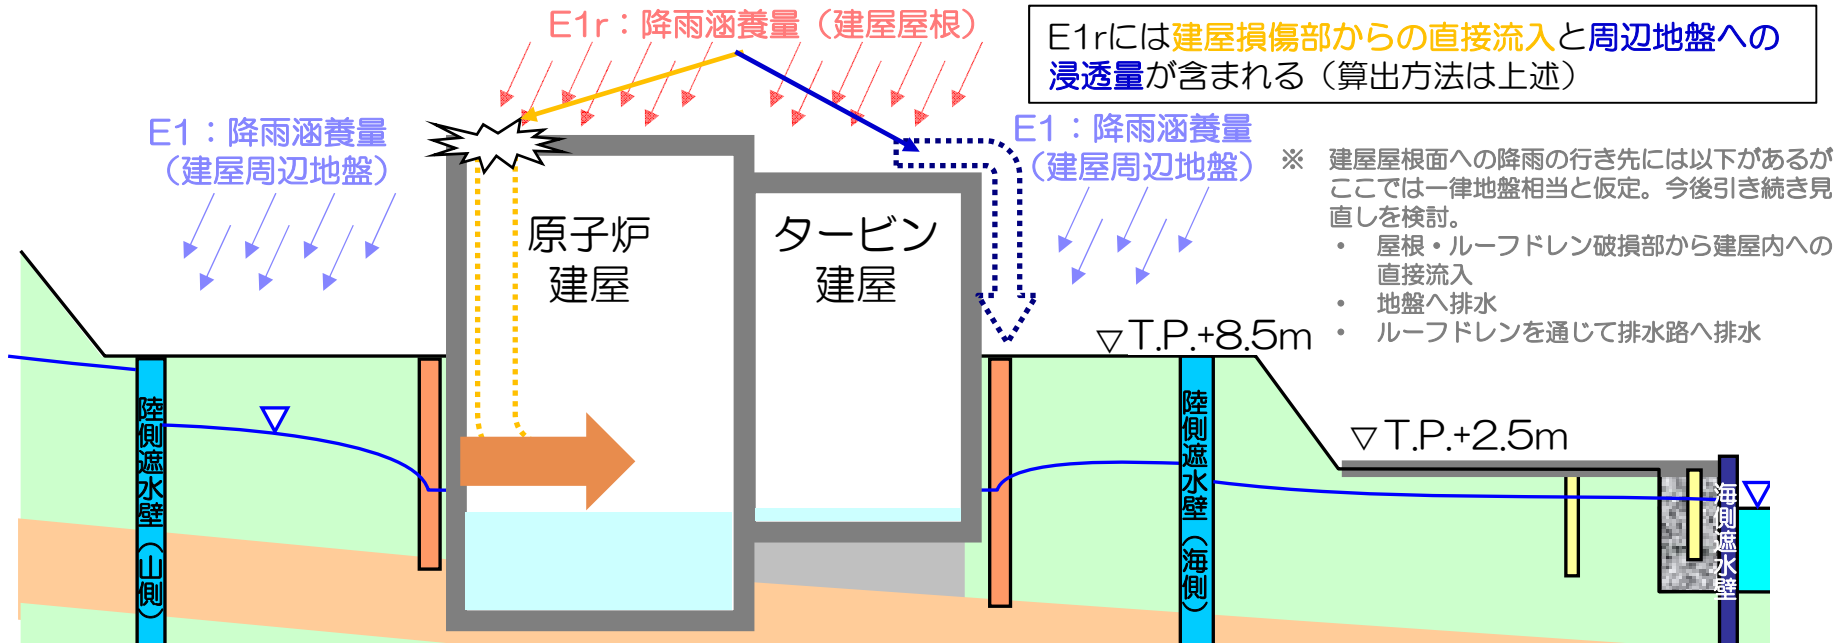 E1r：降雨涵養量（建屋屋根）
E1rには建屋損傷部からの直接流入と周辺地盤への
浸透量が含まれる（算出方法は上述）
E1：降雨涵養量
（建屋周辺地盤）
E1：降雨涵養量
（建屋周辺地盤）
※ 建屋屋根面への降雨の行き先には以下があるが
ここでは一律地盤相当と仮定。今後引き続き見
直しを検討。
・ 屋根・ルーフドレン破損部から建屋内への
直接流入
・ 地盤へ排水
・ ルーフドレンを通じて排水路へ排水
原子炉
建屋
タービン
建屋
▽T.P.+8.5m
▽T.P.+2.5m
陸側遮水壁（山側）
陸側遮水壁（海側）
海側遮水壁